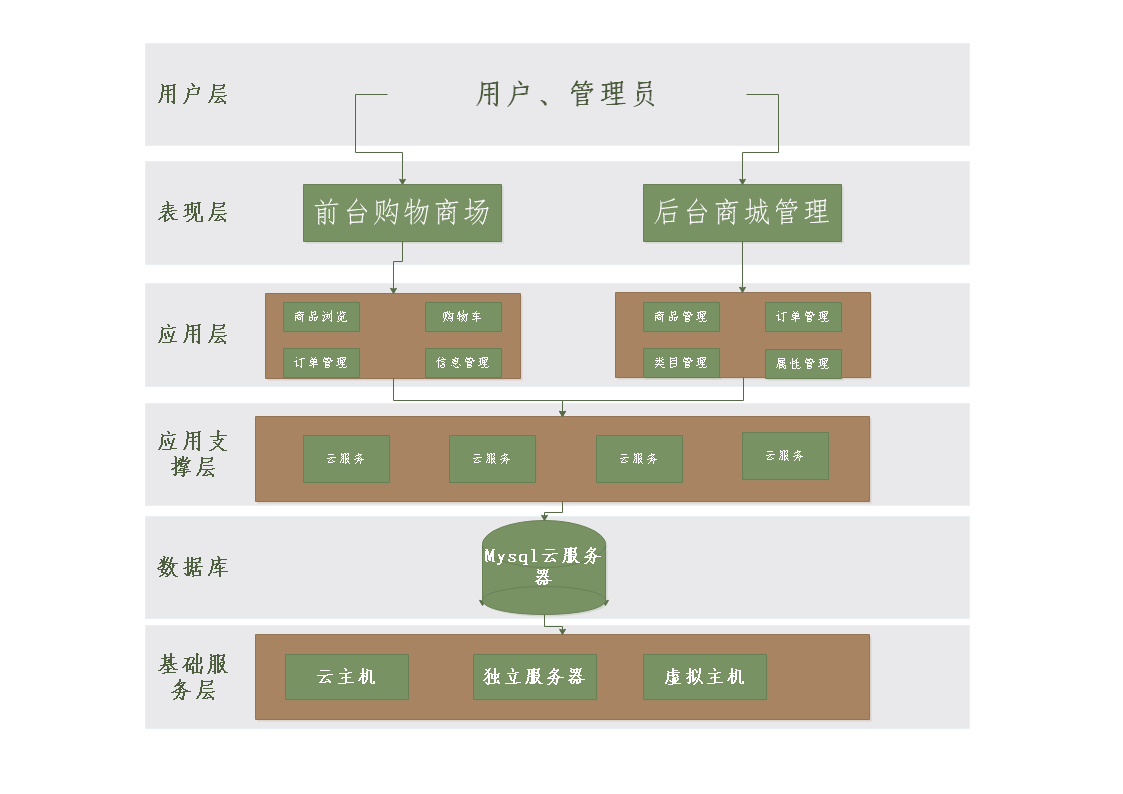 用户层
用户、管理员
表现层
前台购物商场
后台商城管理
应用层
商品浏览
购物车
订单管理
信息管理
商品管理
订单管理
类目管理
属性管理
应用支
撑层
云服务
云服务
云服务
云服务
数据库
Mysql云服务
器
基础服
务层
云主机
独立服务器
虚拟主机